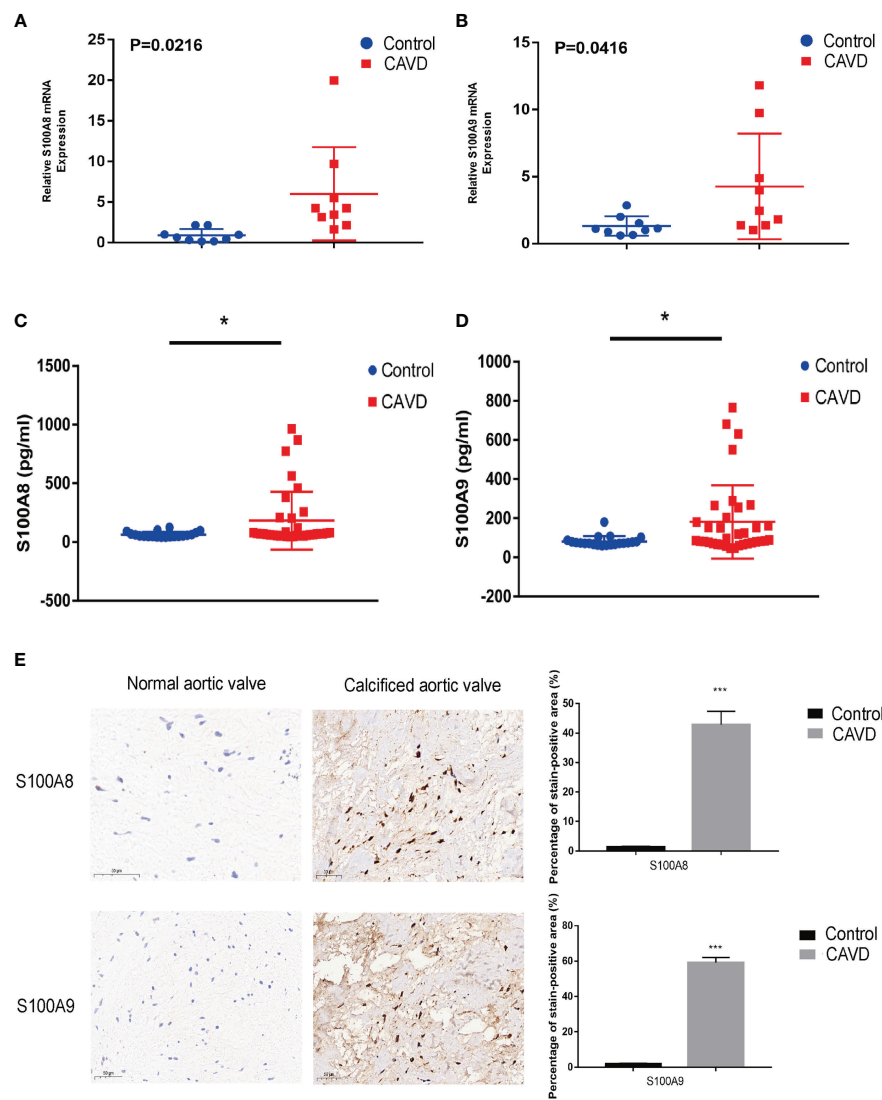 A
P=0.0216
Control
CAVD
Relative S100A8 mRNA
Expression
25
20
15
10
5
0
B
P=0.0416
Control
CAVD
Relative S100A9 mRNA
Expression
15
10
5
0
C
*
Control
CAVD
S100A8 (pg/ml)
1500
1000
500
0
-500
D
*
Control
CAVD
S100A9 (pg/ml)
1000
800
600
400
200
0
-200
E
Normal aortic valve
Calcificed aortic valve
S100A8
Percentage of stain-positive area (%)
50
40
30
20
10
0
***
Control
CAVD
S100A8
S100A9
50 μm
50 μm
Percentage of stain-positive area (%)
80
60
40
20
0
***
Control
CAVD
S100A9